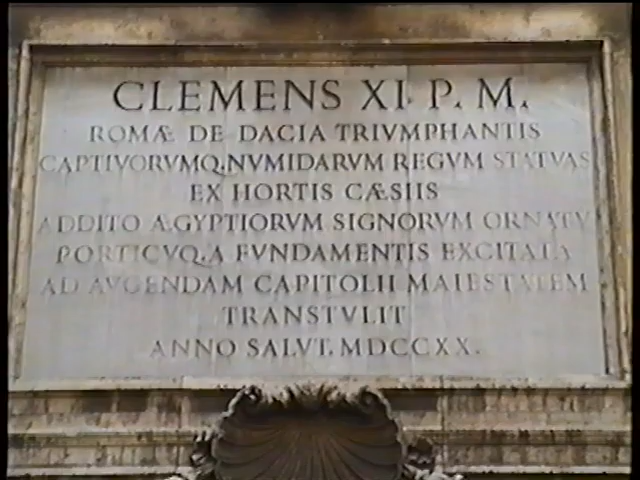 CLEMENS XI. P. M.
ROMÆ DE DACIA TRIVMPHANTIS
CAPTIVORVMQ. NVMIDARVM REGVM STATVAS
EX HORTIS CÆSIIS
ADDITO ÆGYPTIORVM SIGNORVM ORNATV
PORTICVQ. A FVNDAMENTIS EXCITATA
AD AVGENDAM CAPITOLII MAIESTATEM
TRANSTVLIT
ANNO SALVT. MDCCXX.